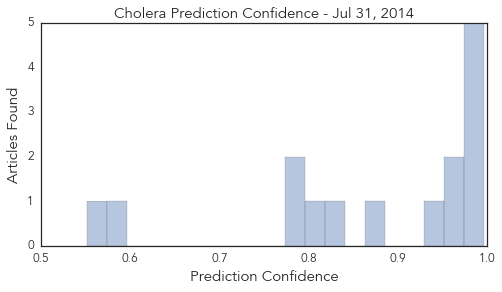 Cholera Prediction Confidence - Jul 31, 2014
5
4
3
2
1
0
Articles Found
0.5 0.6 0.7 0.8 0.9 1.0
Prediction Confidence